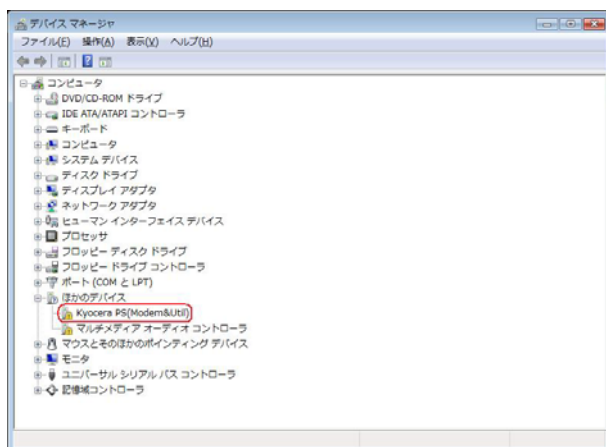 デバイス マネージャ
ファイル(F) 操作(A) 表示(V) ヘルプ(H)
コンピュータ
DVD/CD-ROM ドライブ
IDE ATA/ATAPI コントローラ
キーボード
コンピュータ
システム デバイス
ディスク ドライブ
ディスプレイ アダプタ
ネットワーク アダプタ
ヒューマン インターフェイス デバイス
プロセッサ
フロッピー ディスク ドライブ
フロッピー ドライブ コントローラ
ポート (COM と LPT)
ほかのデバイス
Kyocera PS(Modem&Util)
マルチメディア オーディオ コントローラ
マウスとそのほかのポインティング デバイス
モニタ
ユニバーサル シリアル バス コントローラ
記憶域コントローラ